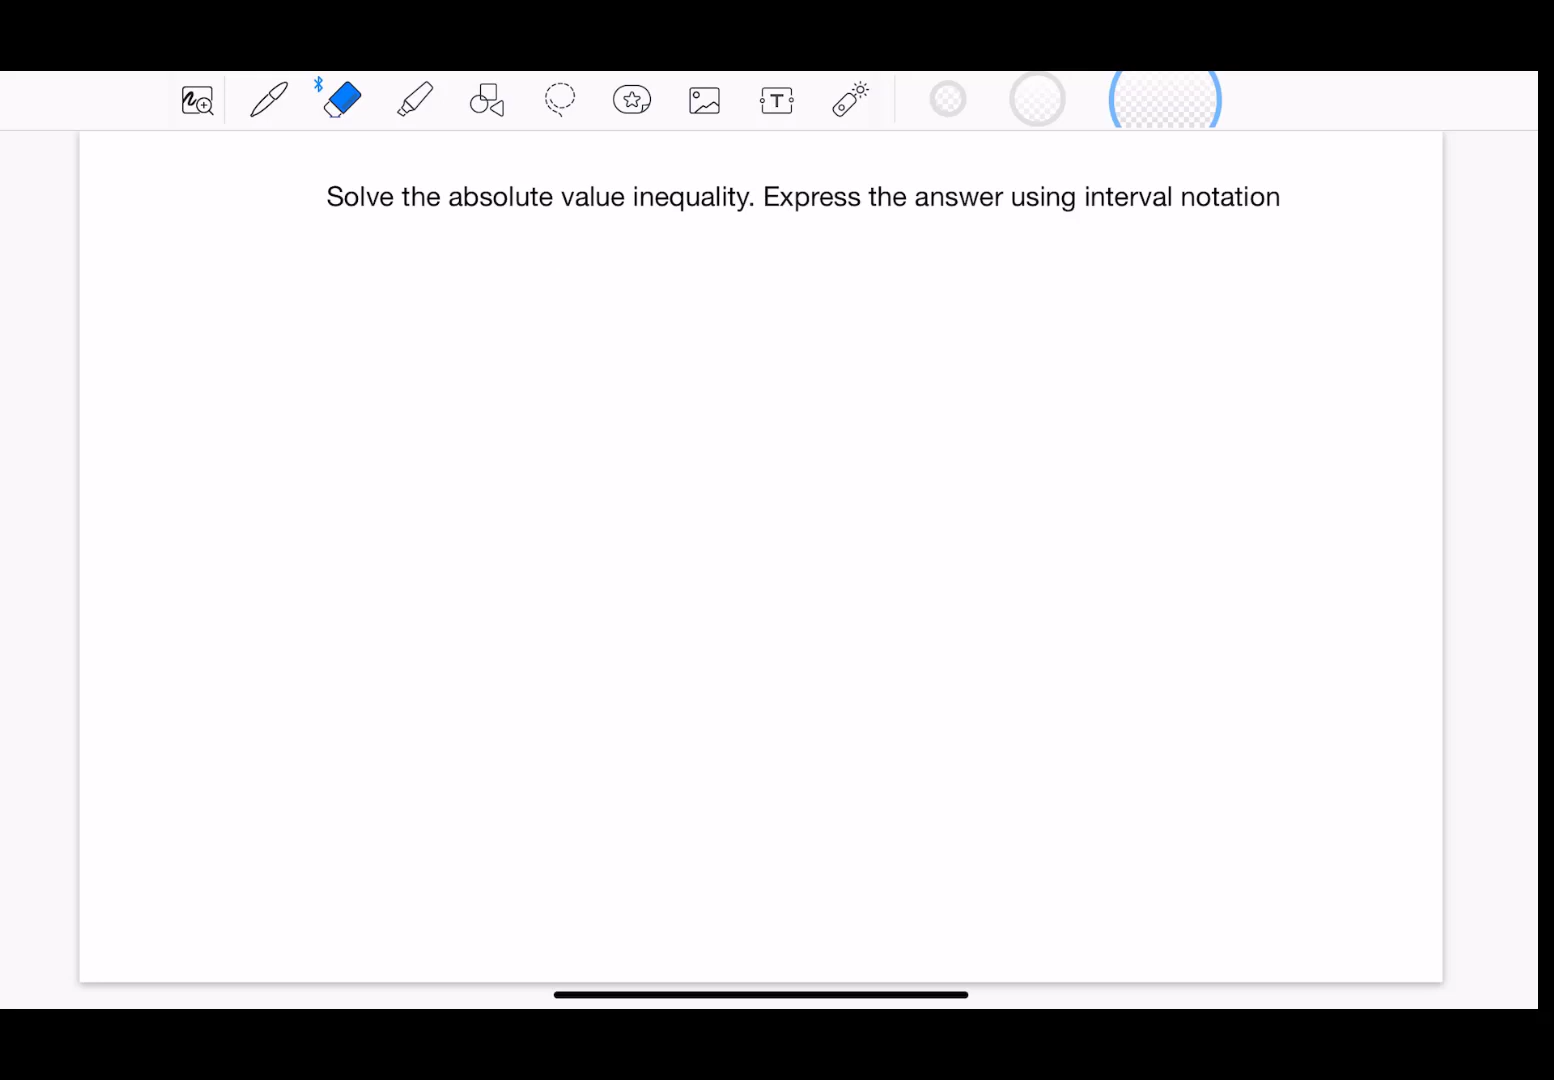 Solve the absolute value inequality. Express the answer using interval notation